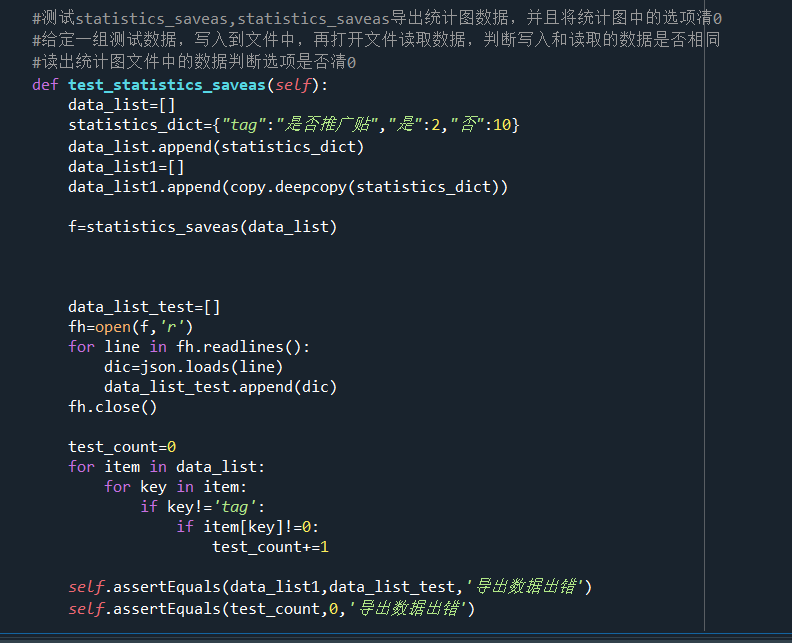 #测试statistics_saveas,statistics_saveas导出统计图数据，并且将统计图中的选项清0
#给定一组测试数据，写入到文件中，再打开文件读取数据，判断写入和读取的数据是否相同
#读出统计图文件中的数据判断选项是否清0
def test_statistics_saveas(self):
data_list=[]
statistics_dict={"tag":"是否推广贴","是":2,"否":10}
data_list.append(statistics_dict)
data_list1=[]
data_list1.append(copy.deepcopy(statistics_dict))
f=statistics_saveas(data_list)
data_list_test=[]
fh=open(f,'r')
for line in fh.readlines():
dic=json.loads(line)
data_list_test.append(dic)
fh.close()
test_count=0
for item in data_list:
for key in item:
if key!='tag':
if item[key]!=0:
test_count+=1
self.assertEquals(data_list1,data_list_test,'导出数据出错')
self.assertEquals(test_count,0,'导出数据出错')